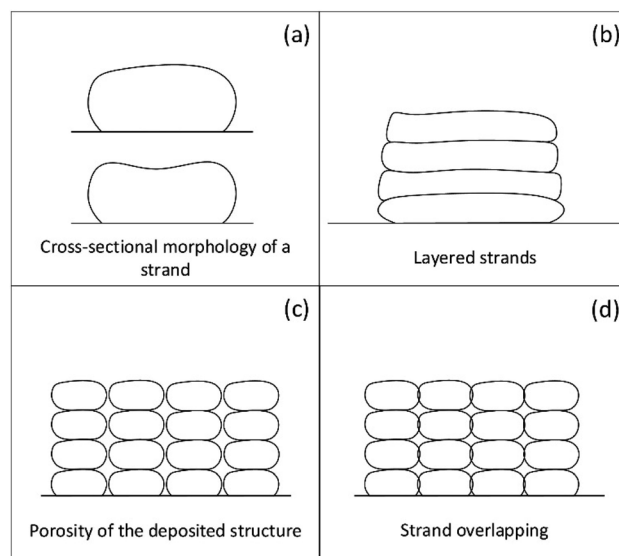 (a)
Cross-sectional morphology of a
strand
(b)
Layered strands
(c)
Porosity of the deposited structure
(d)
Strand overlapping